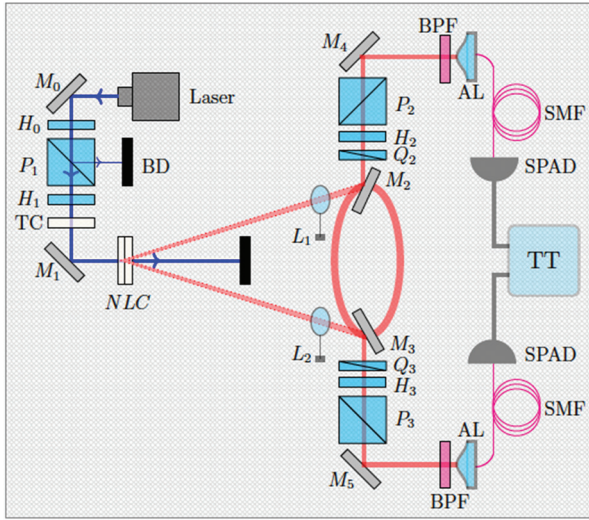 M₄
BPF
M₀
Laser
AL
P₂
SMF
H₀
H₂
P₁
BD
Q₂
SPAD
H₁
M₂
TC
L₁
TT
M₁
NLC
M₃
L₂
Q₃
SPAD
H₃
SMF
P₃
AL
M₅
BPF